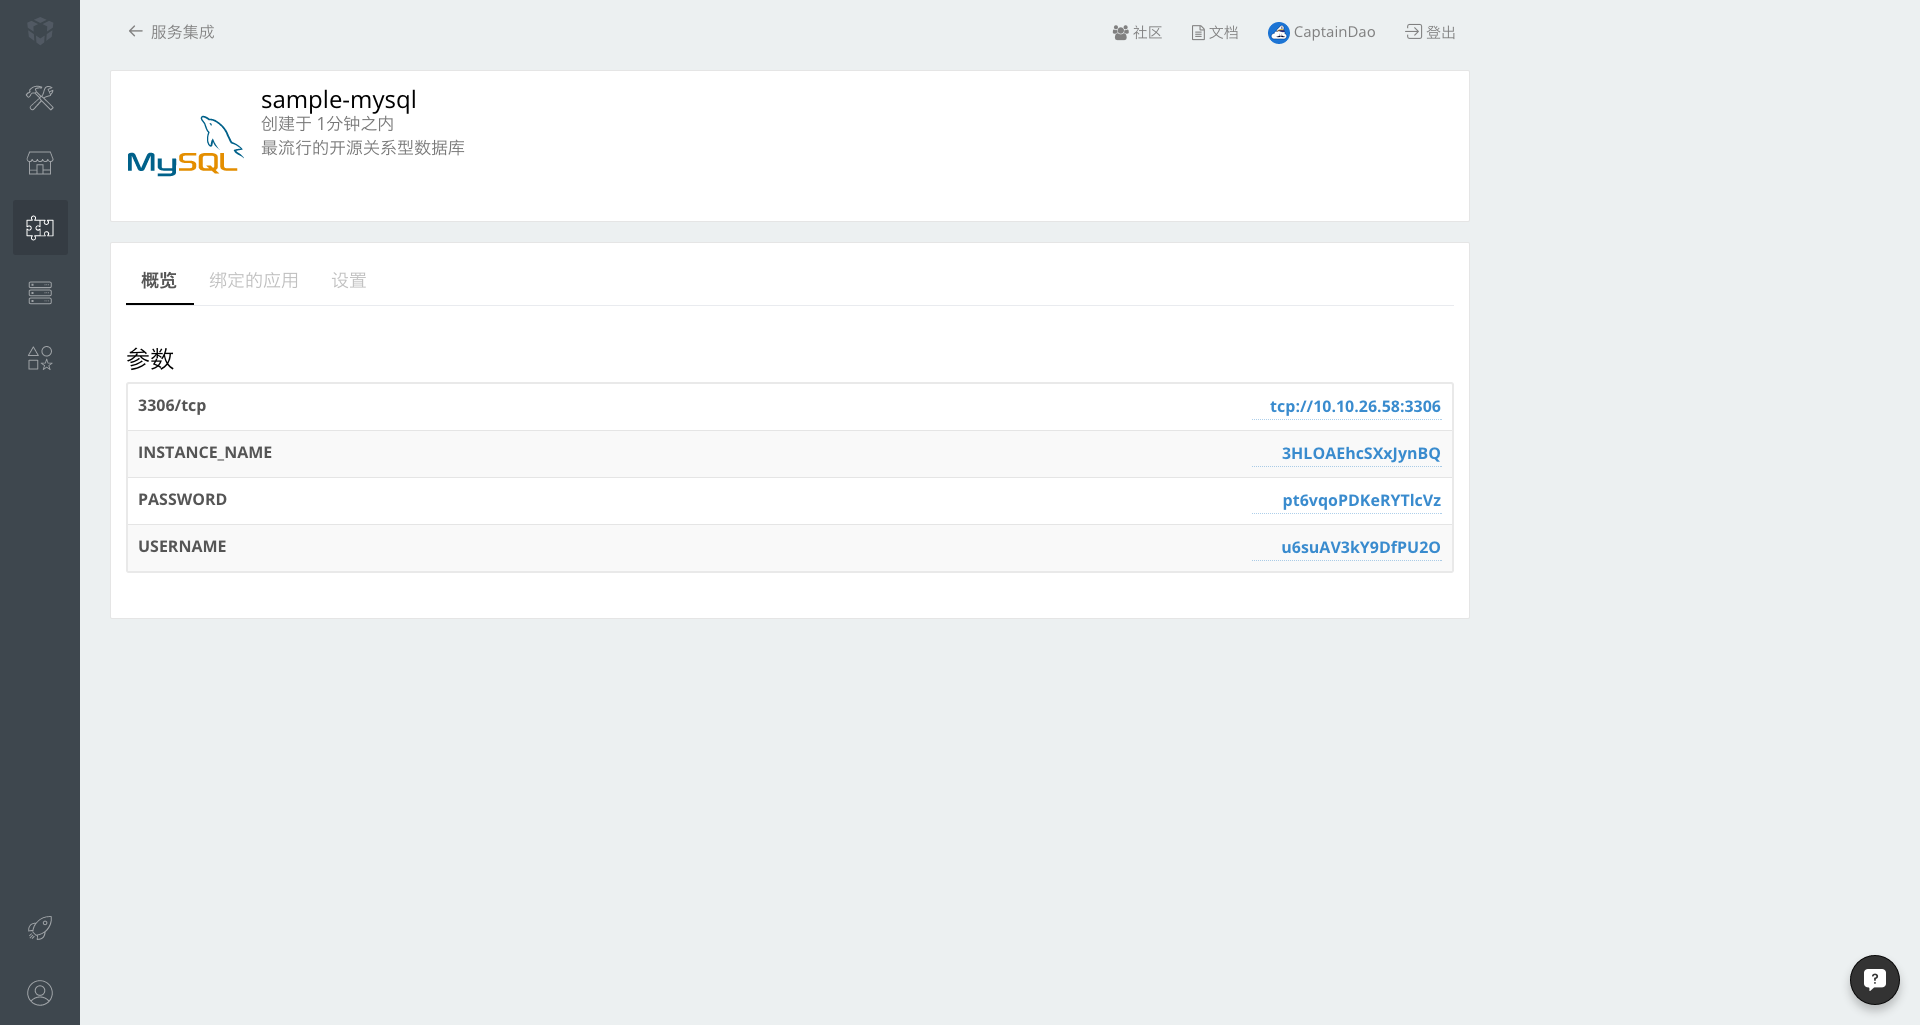 服务集成
社区
文档
CaptainDao
登出
MySQL
sample-mysql
创建于 1分钟之内
最流行的开源关系型数据库
概览
绑定的应用
设置
参数
3306/tcp
tcp://10.10.26.58:3306
INSTANCE_NAME
3HLOAEhcSXxJynBQ
PASSWORD
pt6vqoPDKeRYTlcVz
USERNAME
u6suAV3kY9DfPU2O
?